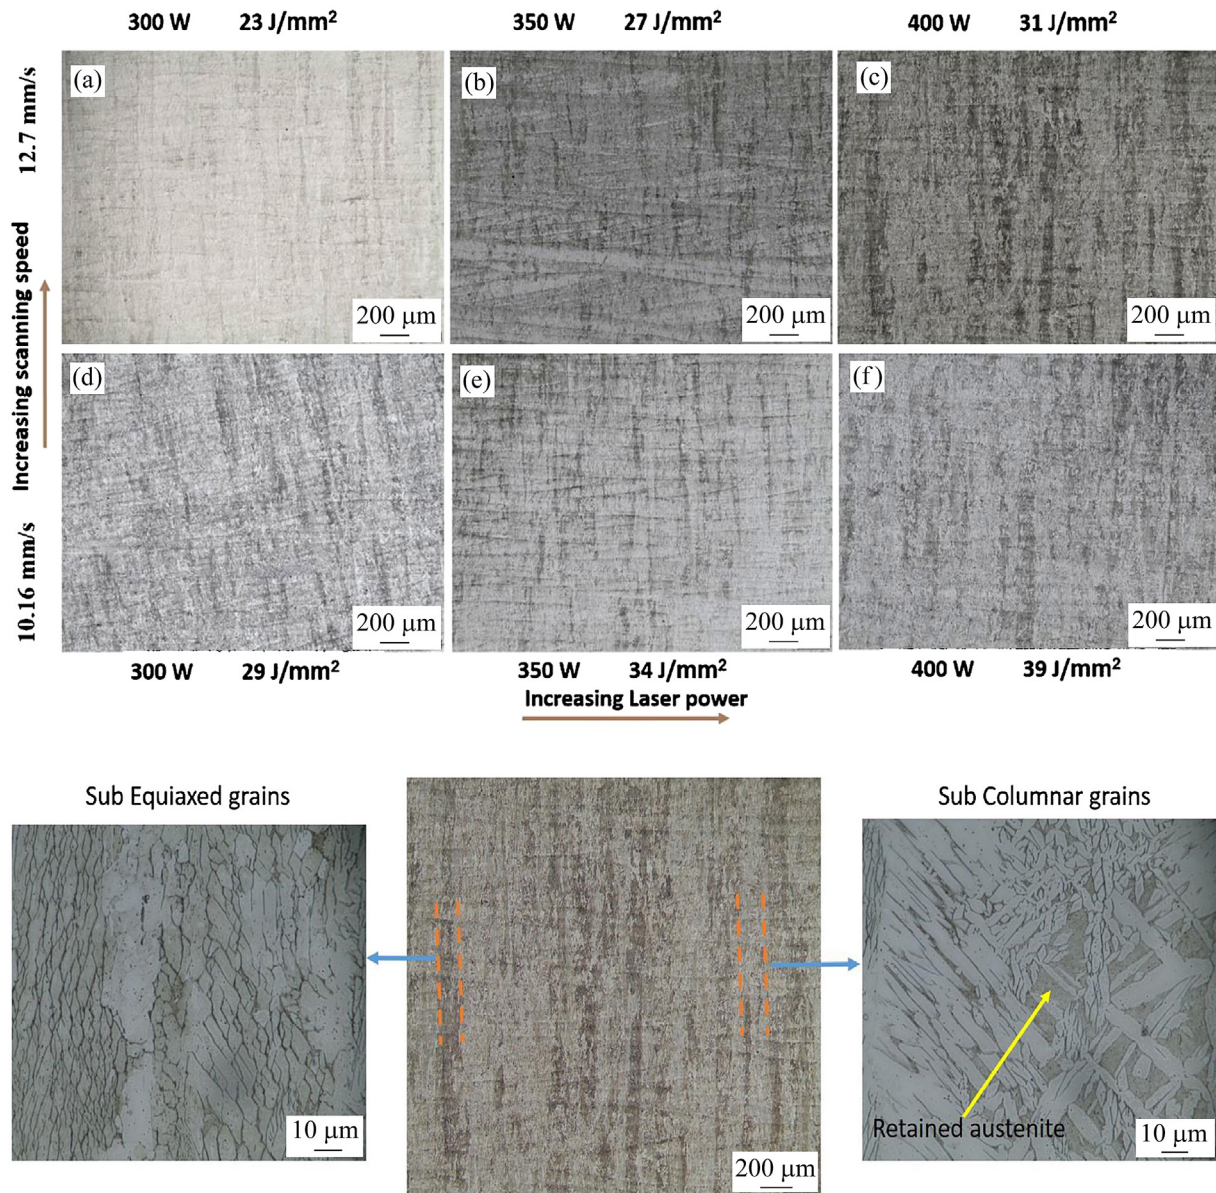 300 W 23 J/mm²
350 W 27 J/mm²
400 W 31 J/mm²
12.7 mm/s
Increasing scanning speed
10.16 mm/s
(a)
200 μm
(b)
200 μm
(c)
200 μm
(d)
200 μm
(e)
200 μm
(f)
200 μm
300 W 29 J/mm²
350 W 34 J/mm²
400 W 39 J/mm²
Increasing Laser power
Sub Equiaxed grains
10 μm
200 μm
Sub Columnar grains
Retained austenite
10 μm